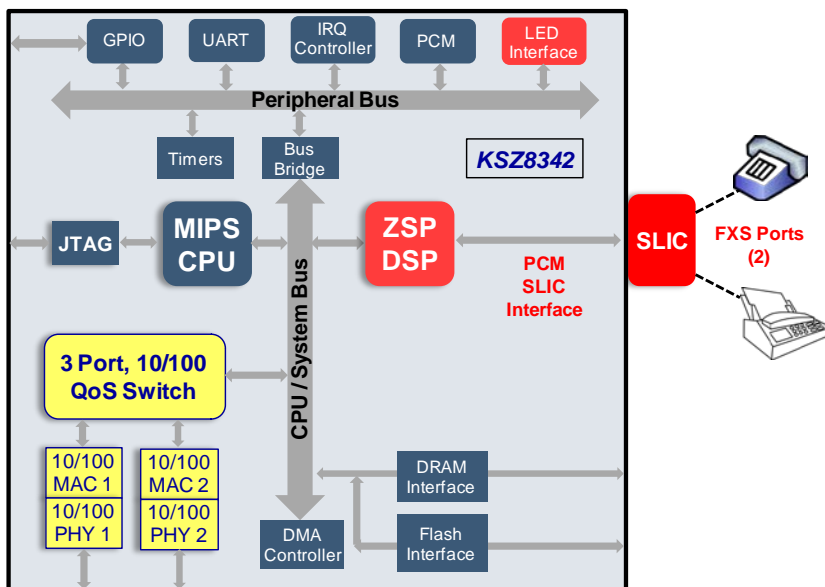 GPIO
UART
IRQ
Controller
PCM
LED
Interface
Peripheral Bus
Timers
Bus
Bridge
KSZ8342
JTAG
MIPS
CPU
ZSP
DSP
SLIC
FXS Ports
(2)
PCM
SLIC
Interface
CPU / System Bus
3 Port, 10/100
QoS Switch
10/100
MAC 1
10/100
MAC 2
10/100
PHY 1
10/100
PHY 2
DMA
Controller
DRAM
Interface
Flash
Interface